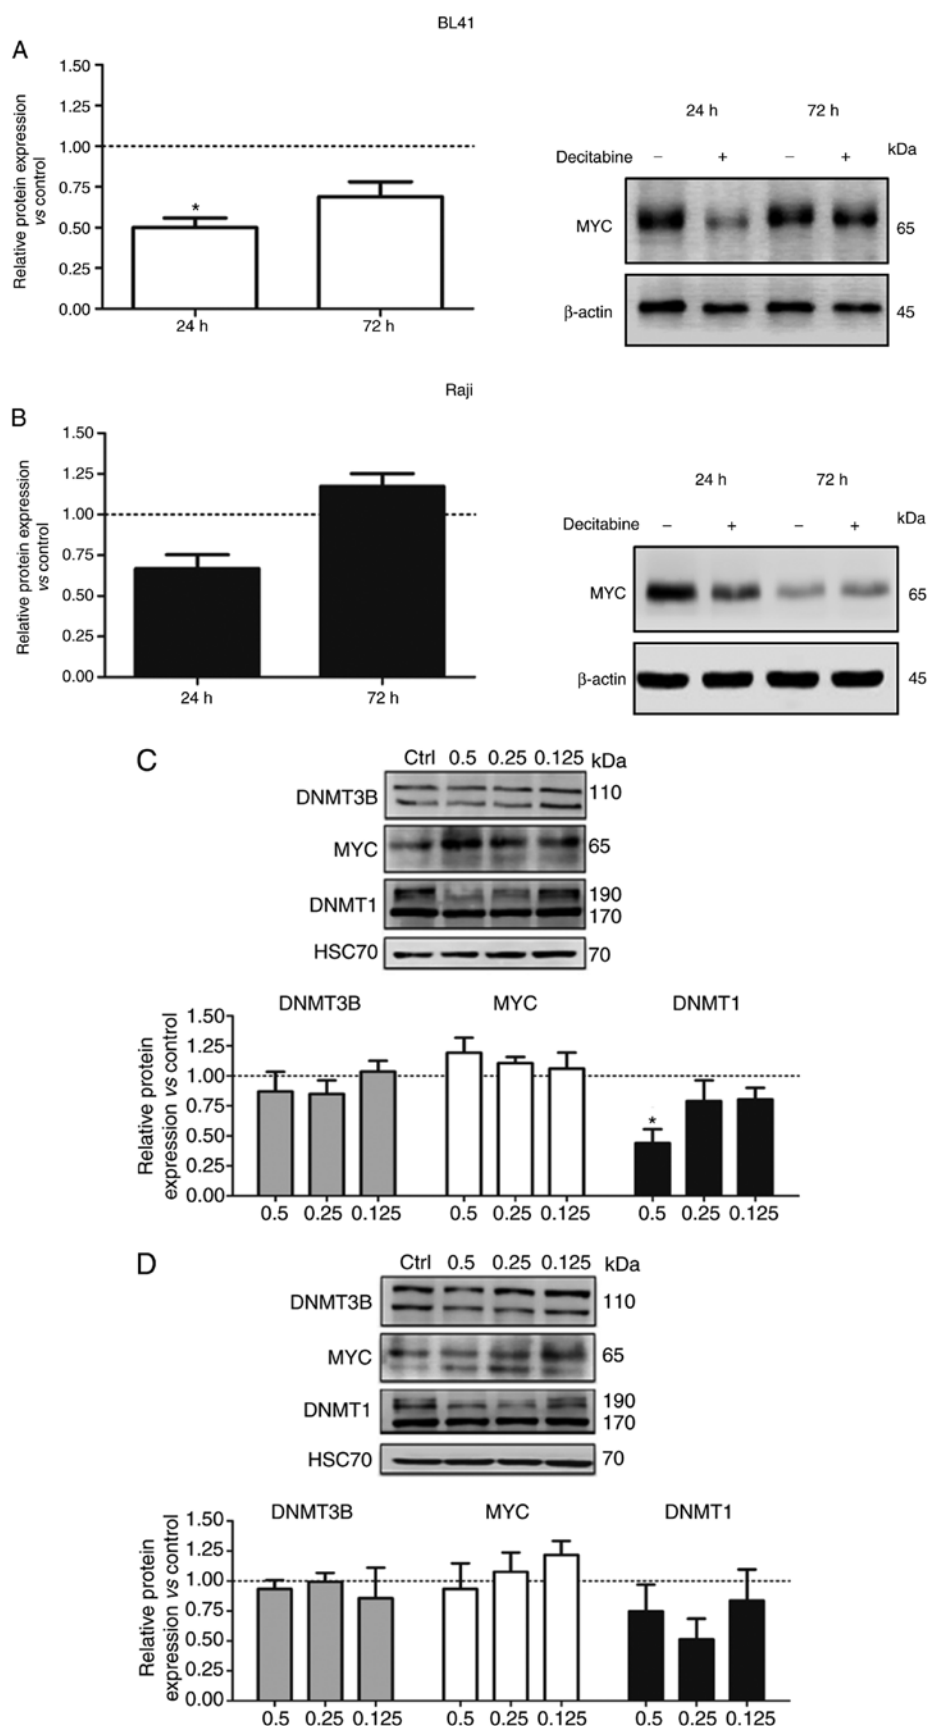 BL41
A
1.50
1.25
1.00
0.75
0.50
0.25
0.00
Relative protein expression
vs control
*
24 h
72 h
24 h 72 h
Decitabine – + – + kDa
MYC 65
β-actin 45
Raji
B
1.50
1.25
1.00
0.75
0.50
0.25
0.00
Relative protein expression
vs control
24 h
72 h
24 h 72 h
Decitabine – + – + kDa
MYC 65
β-actin 45
C
Ctrl 0.5 0.25 0.125 kDa
DNMT3B 110
MYC 65
DNMT1 190
170
HSC70 70
DNMT3B MYC DNMT1
1.50
1.25
1.00
0.75
0.50
0.25
0.00
Relative protein
expression vs control
*
0.5 0.25 0.125 0.5 0.25 0.125 0.5 0.25 0.125
D
Ctrl 0.5 0.25 0.125 kDa
DNMT3B 110
MYC 65
DNMT1 190
170
HSC70 70
DNMT3B MYC DNMT1
1.50
1.25
1.00
0.75
0.50
0.25
0.00
Relative protein
expression vs control
0.5 0.25 0.125 0.5 0.25 0.125 0.5 0.25 0.125